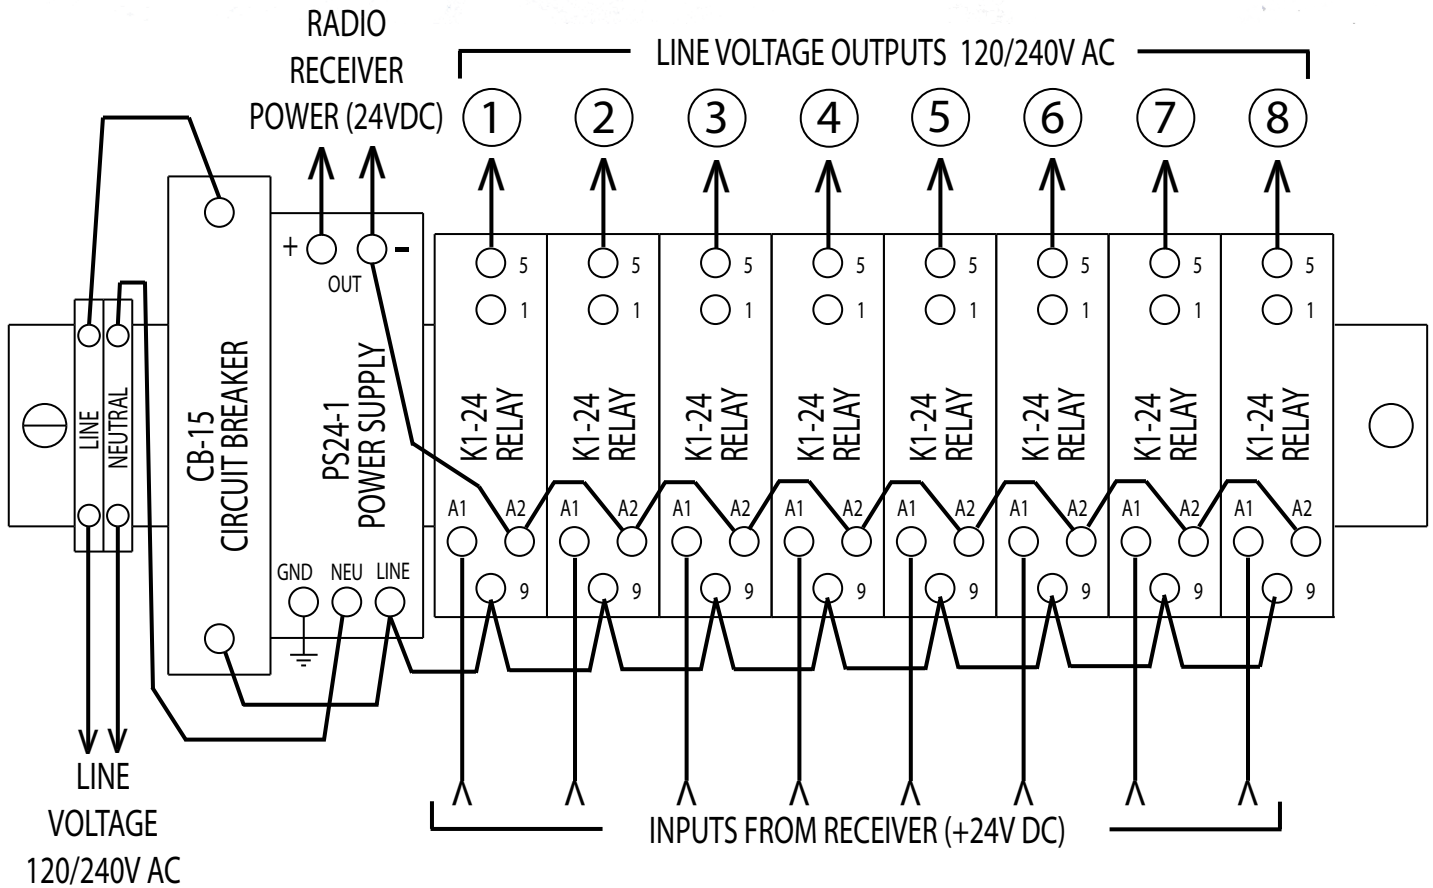 RADIO
RECEIVER
POWER (24VDC)
LINE VOLTAGE OUTPUTS 120/240V AC
1 2 3 4 5 6 7 8
+ -
OUT
5 5 5 5 5 5 5 5
1 1 1 1 1 1 1 1
LINE
NEUTRAL
CB-15
CIRCUIT BREAKER
PS24-1
POWER SUPPLY
K1-24
RELAY
K1-24
RELAY
K1-24
RELAY
K1-24
RELAY
K1-24
RELAY
K1-24
RELAY
K1-24
RELAY
K1-24
RELAY
A1 A2 A1 A2 A1 A2 A1 A2 A1 A2 A1 A2 A1 A2 A1 A2
GND NEU LINE
9 9 9 9 9 9 9 9
LINE
VOLTAGE
120/240V AC
INPUTS FROM RECEIVER (+24V DC)